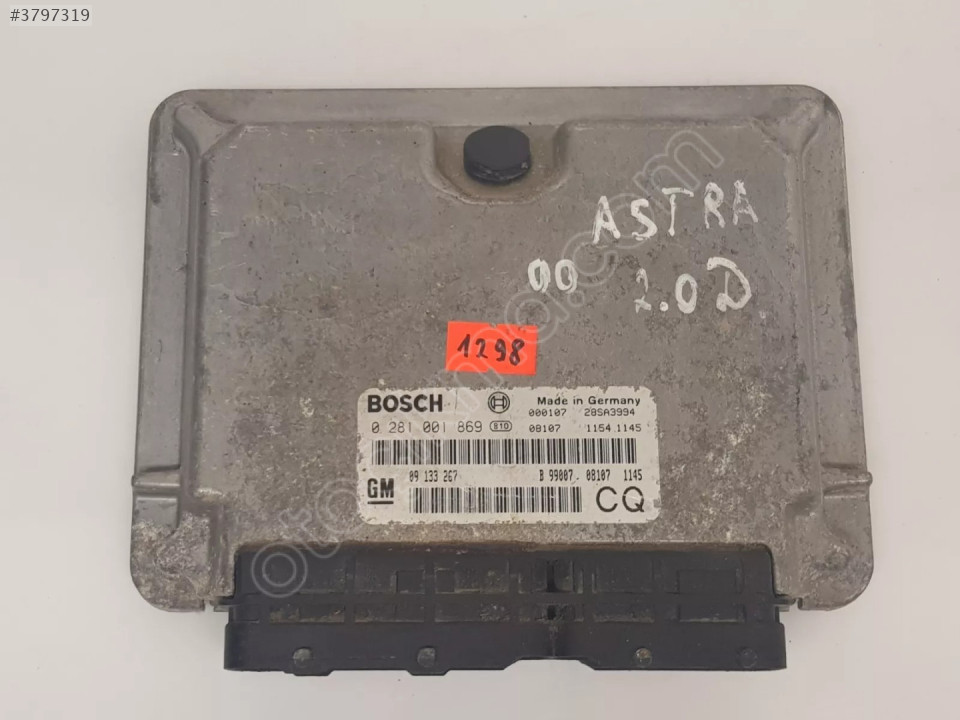 #3797319
ASTRA
00 2.0D
1298
BOSCH Made in Germany
000107 28SA3994
0 281 001 869 B10 08107 1154 1145
09 133 267 B 99007. 08107 1145
GM CQ